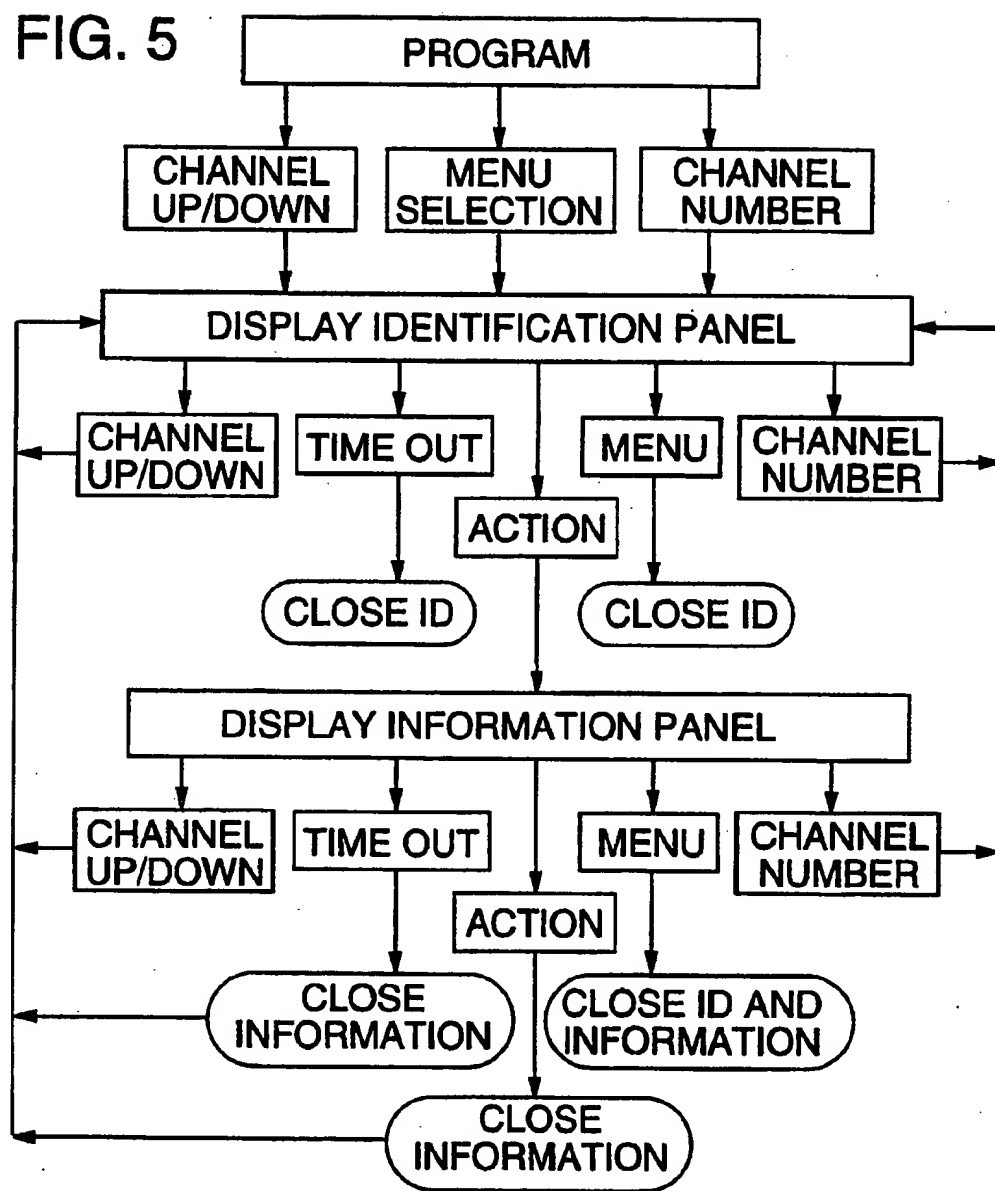 FIG. 5
PROGRAM
CHANNEL
UP/DOWN
MENU
SELECTION
CHANNEL
NUMBER
DISPLAY IDENTIFICATION PANEL
CHANNEL
UP/DOWN
TIME OUT
ACTION
MENU
CHANNEL
NUMBER
CLOSE ID
CLOSE ID
DISPLAY INFORMATION PANEL
CHANNEL
UP/DOWN
TIME OUT
ACTION
MENU
CHANNEL
NUMBER
CLOSE
INFORMATION
CLOSE ID AND
INFORMATION
CLOSE
INFORMATION